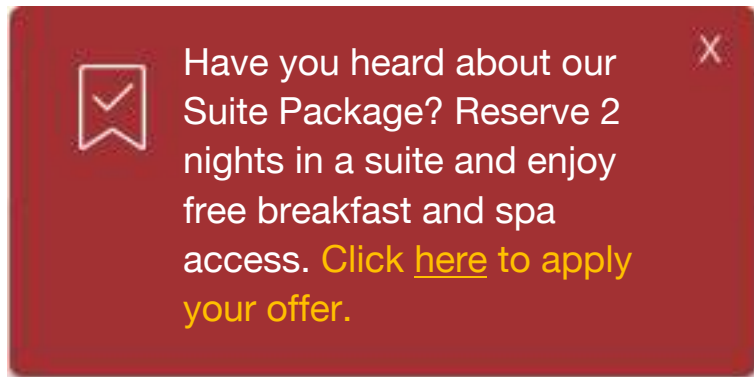 Have you heard about our
Suite Package? Reserve 2
nights in a suite and enjoy
free breakfast and spa
access. Click here to apply
your offer.
X